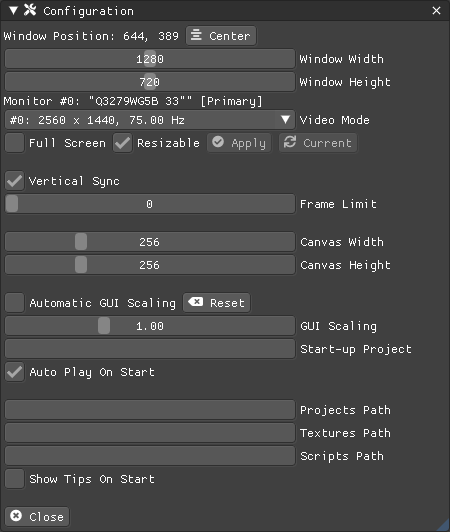 Configuration
Window Position: 644, 389 Center
1280 Window Width
720 Window Height
Monitor #0: "Q3279WG5B 33"" [Primary]
#0: 2560 x 1440, 75.00 Hz Video Mode
Full Screen Resizable Apply Current
Vertical Sync
0 Frame Limit
256 Canvas Width
256 Canvas Height
Automatic GUI Scaling Reset
1.00 GUI Scaling
Start-up Project
Auto Play On Start
Projects Path
Textures Path
Scripts Path
Show Tips On Start
Close